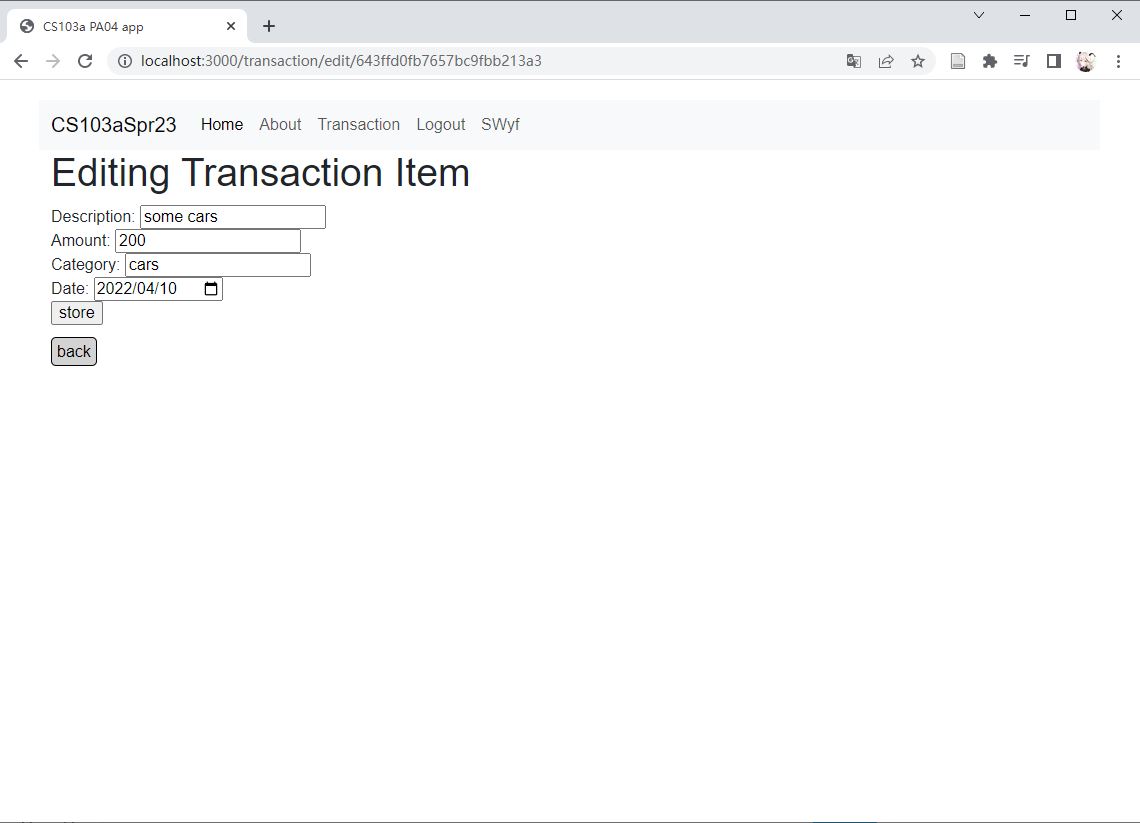 CS103a PA04 app
localhost:3000/transaction/edit/643ffd0fb7657bc9fbb213a3
CS103aSpr23 Home About Transaction Logout SWyf
Editing Transaction Item
Description: some cars
Amount: 200
Category: cars
Date: 2022/04/10
store
back